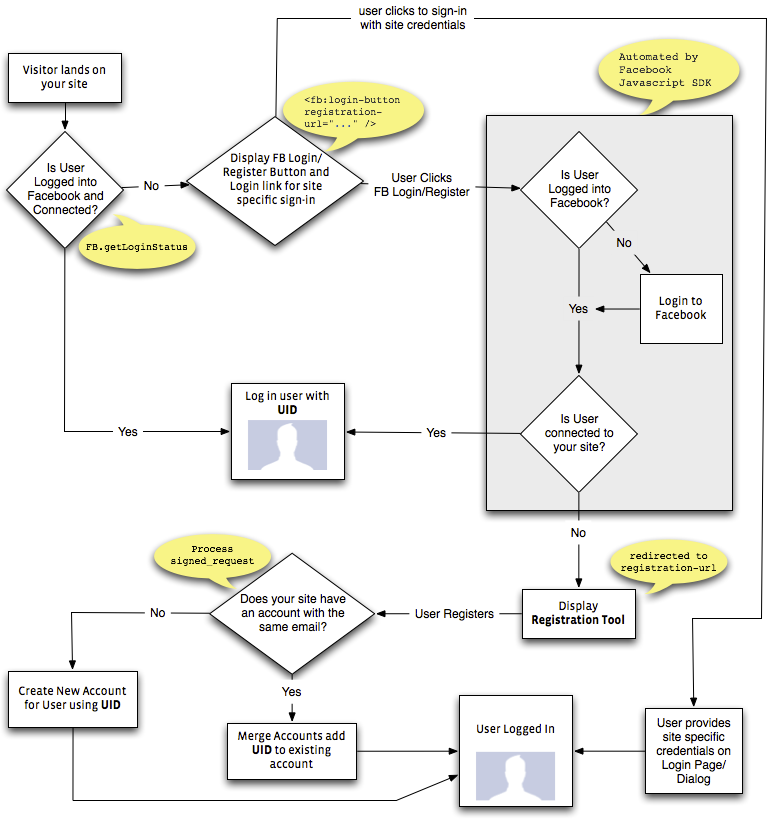 user clicks to sign-in
with site credentials
Visitor lands on
your site
Automated by
Facebook
Javascript SDK
<fb:login-button
registration-
url="..." />
Is User
Logged into
Facebook and
Connected?
No
Display FB Login/
Register Button and
Login link for site
specific sign-in
User Clicks
FB Login/Register
Is User
Logged into
Facebook?
FB.getLoginStatus
No
Login to
Facebook
Yes
Log in user with
UID
Yes
Yes
Is User
connected to
your site?
No
Process
signed_request
redirected to
registration-url
Does your site have
an account with the
same email?
No
User Registers
Display
Registration Tool
Create New Account
for User using UID
Yes
Merge Accounts add
UID to existing
account
User Logged In
User provides
site specific
credentials on
Login Page/
Dialog